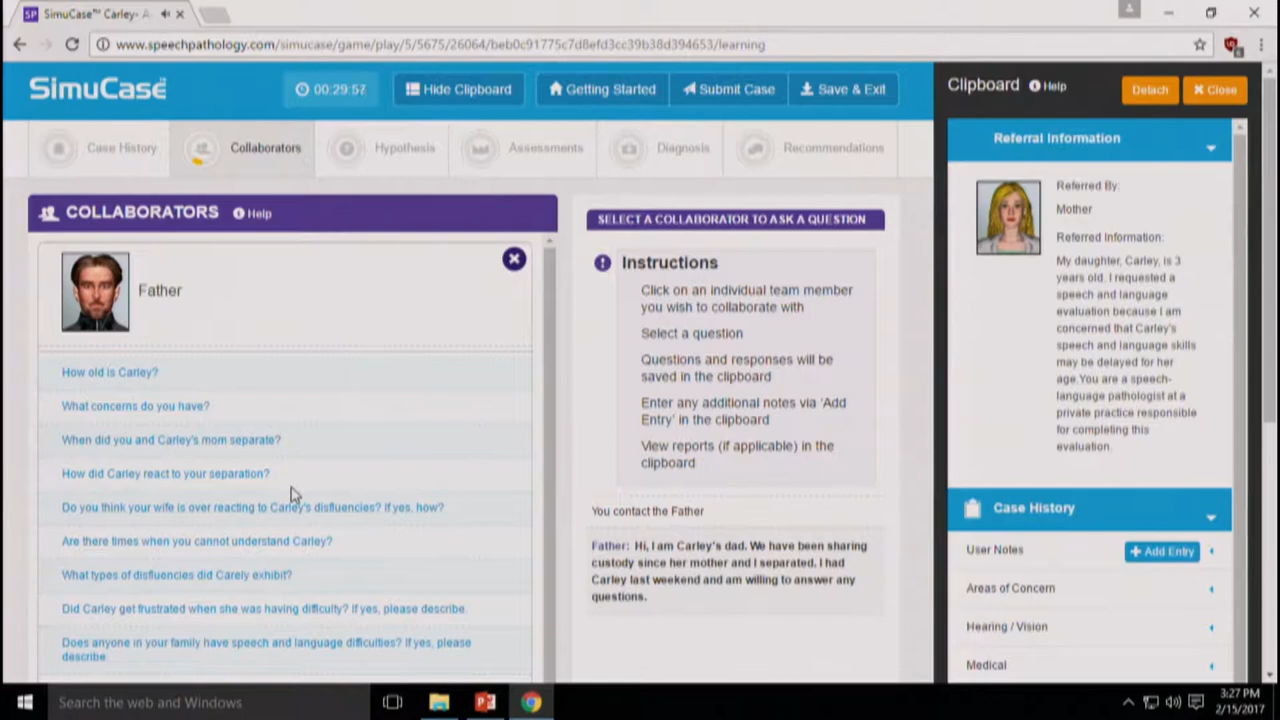 SP SimuCase™ Carley- A
www.speechpathology.com/simucase/game/play/5/5675/26064/beb0c91775c7d8efd3cc39b38d394653/learning
SimuCase
00:29:57
Hide Clipboard
Getting Started
Submit Case
Save & Exit
Clipboard
Help
Detach
Close
Case History
Collaborators
Hypothesis
Assessments
Diagnosis
Recommendations
COLLABORATORS
Help
Father
How old is Carley?
What concerns do you have?
When did you and Carley's mom separate?
How did Carley react to your separation?
Do you think your wife is over reacting to Carley's disfluencies? If yes, how?
Are there times when you cannot understand Carley?
What types of disfluencies did Carely exhibit?
Did Carley get frustrated when she was having difficulty? If yes, please describe.
Does anyone in your family have speech and language difficulties? If yes, please
describe.
SELECT A COLLABORATOR TO ASK A QUESTION
Instructions
Click on an individual team member
you wish to collaborate with
Select a question
Questions and responses will be
saved in the clipboard
Enter any additional notes via 'Add
Entry' in the clipboard
View reports (if applicable) in the
clipboard
You contact the Father
Father: Hi, I am Carley's dad. We have been sharing
custody since her mother and I separated. I had
Carley last weekend and am willing to answer any
questions.
Referral Information
Referred By:
Mother
Referred Information:
My daughter, Carley, is 3
years old. I requested a
speech and language
evaluation because I am
concerned that Carley's
speech and language skills
may be delayed for her
age.You are a speech-
language pathologist at a
private practice responsible
for completing this
evaluation.
Case History
User Notes
Add Entry
Areas of Concern
Hearing / Vision
Medical
Search the web and Windows
3:27 PM
2/15/2017